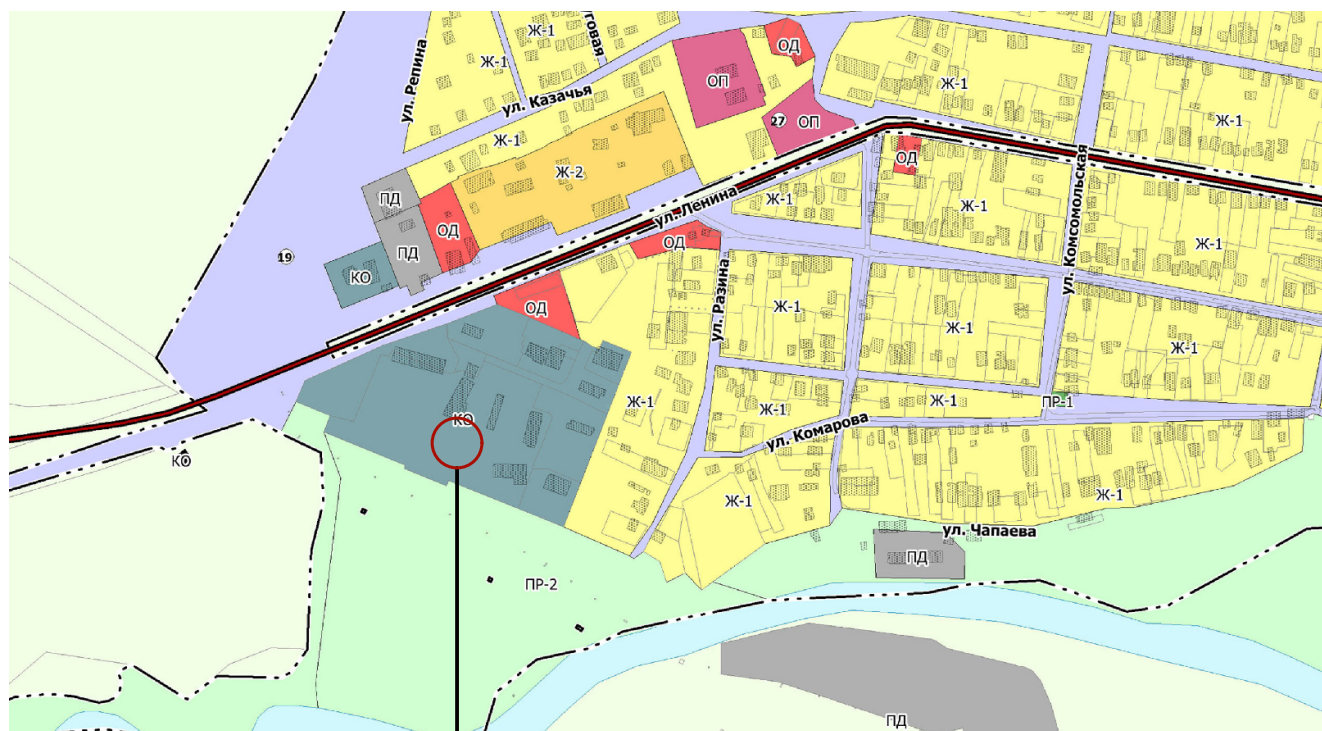 Ж-1
говая
Ж-1
ул. Репина
Ж-1
ул. Казачья
ОП
ОД
Ж-1
Ж-1
27
ОП
Ж-1
Ж-2
ОД
ПД
ул. Ленина
Ж-1
Ж-1
ул. Комсомольская
Ж-1
ОД
ОД
ПД
19
КО
ул. Разина
Ж-1
Ж-1
ОД
Ж-1
Ж-1
Ж-1
Ж-1
ПР-1
КО
ул. Комарова
КО
Ж-1
Ж-1
ул. Чапаева
ПД
ПР-2
ПД